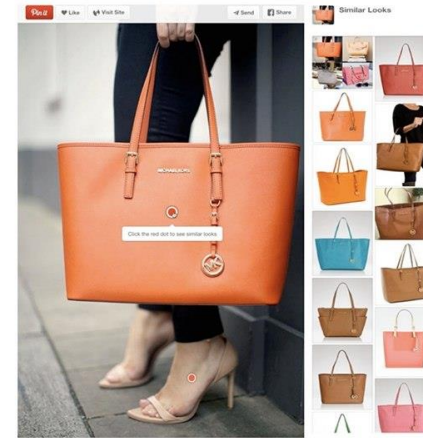 Pin it
Like
Visit Site
Send
Share
Similar Looks
MICHAEL KORS
Click the red dot to see similar looks
MK